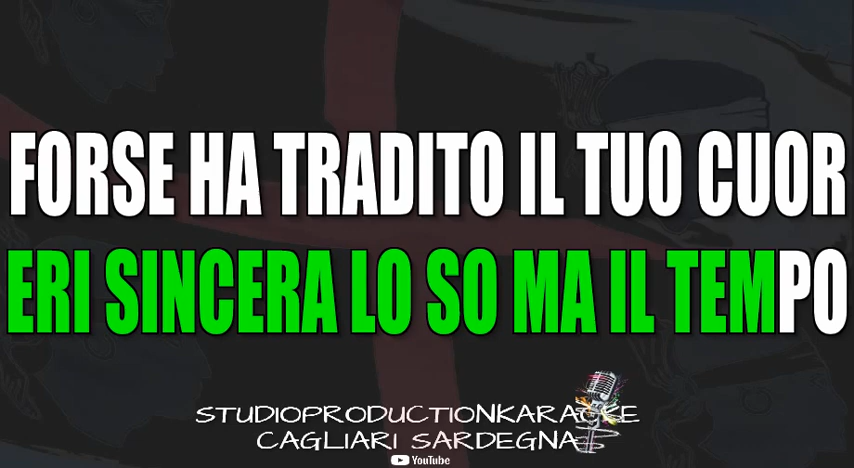 FORSE HA TRADITO IL TUO CUOR
ERI SINCERA LO SO MA IL TEMPO
STUDIOPRODUCTIONKARAOKE
CAGLIARI SARDEGNA
YouTube